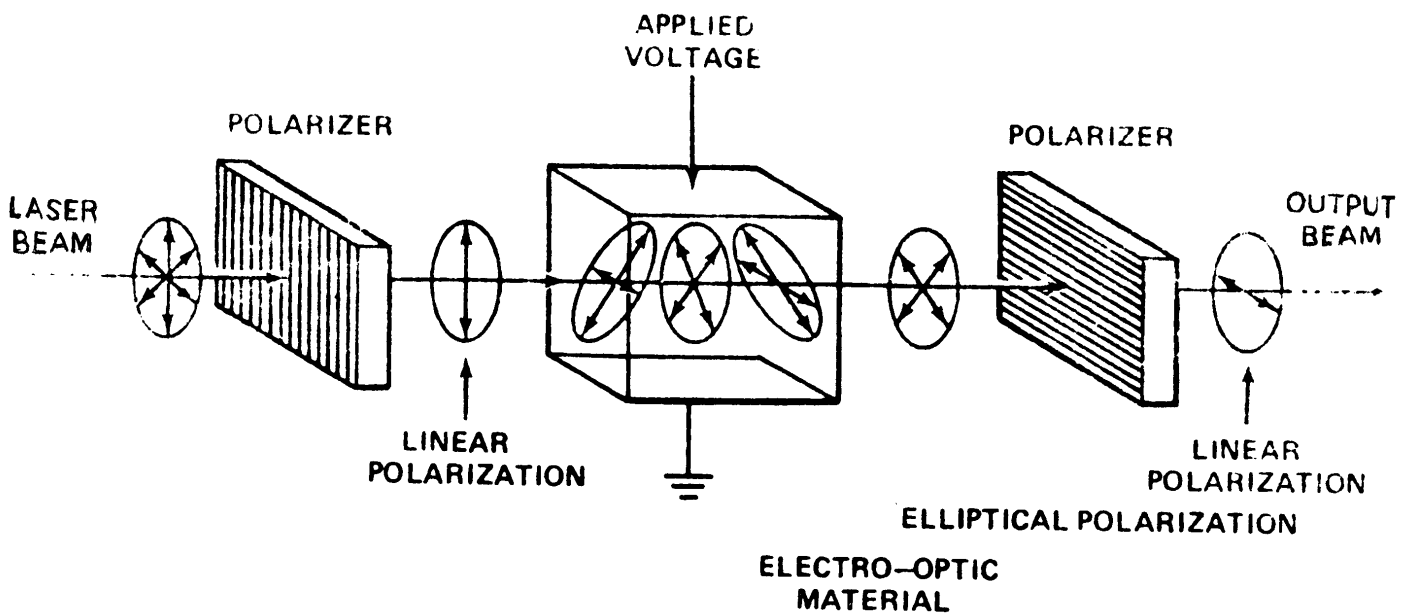 APPLIED
VOLTAGE
POLARIZER
POLARIZER
LASER
BEAM
OUTPUT
BEAM
LINEAR
POLARIZATION
LINEAR
POLARIZATION
ELLIPTICAL POLARIZATION
ELECTRO-OPTIC
MATERIAL